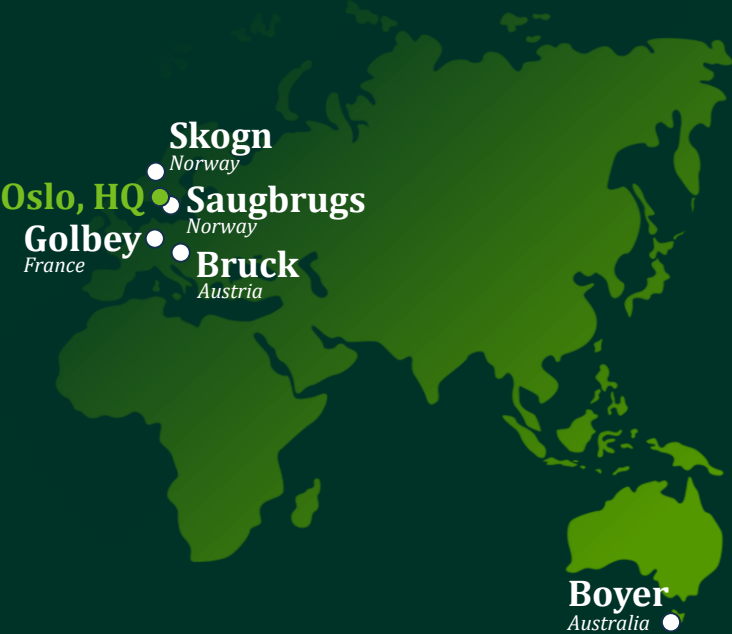 Skogn
Norway
Oslo, HQ
Saugbrugs
Norway
Golbey
France
Bruck
Austria
Boyer
Australia